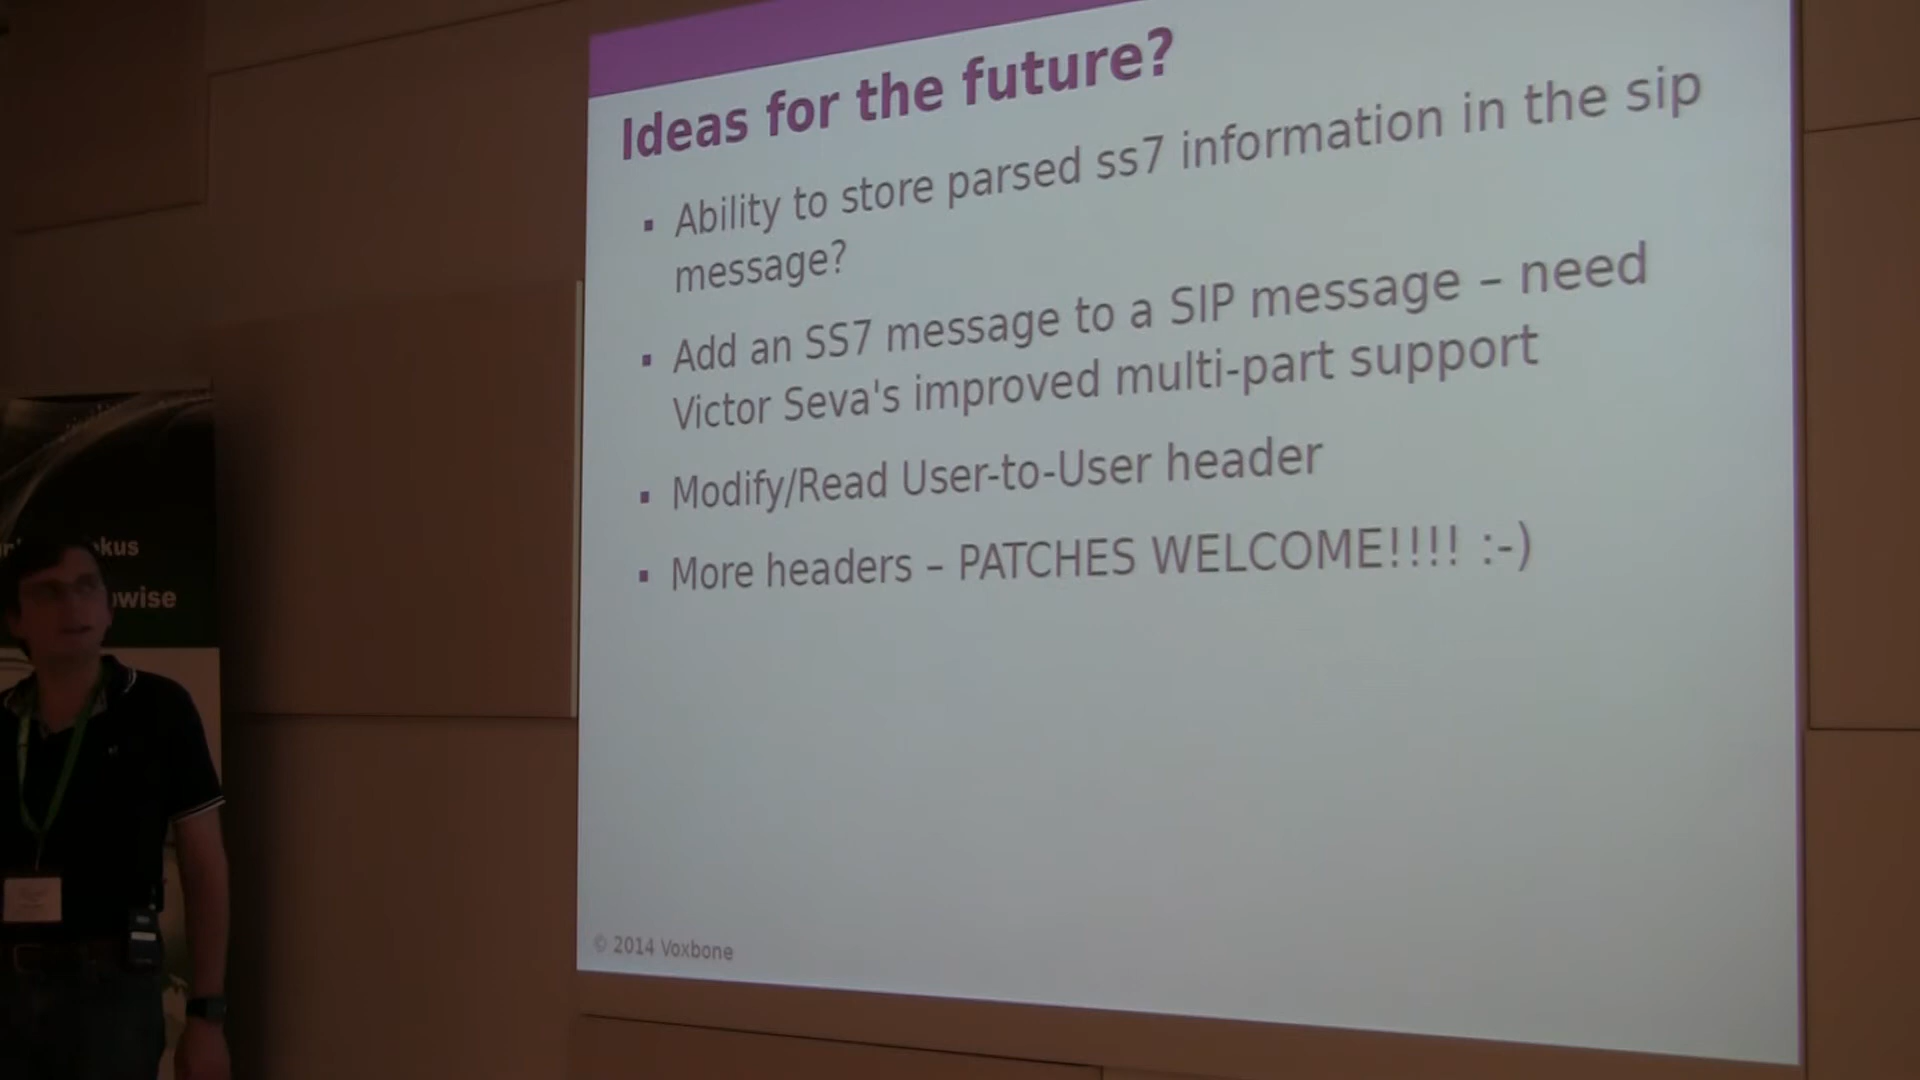 Ideas for the future?
▪ Ability to store parsed ss7 information in the sip
message?
▪ Add an SS7 message to a SIP message – need
Victor Seva's improved multi-part support
▪ Modify/Read User-to-User header
▪ More headers – PATCHES WELCOME!!!! :-)
© 2014 Voxbone